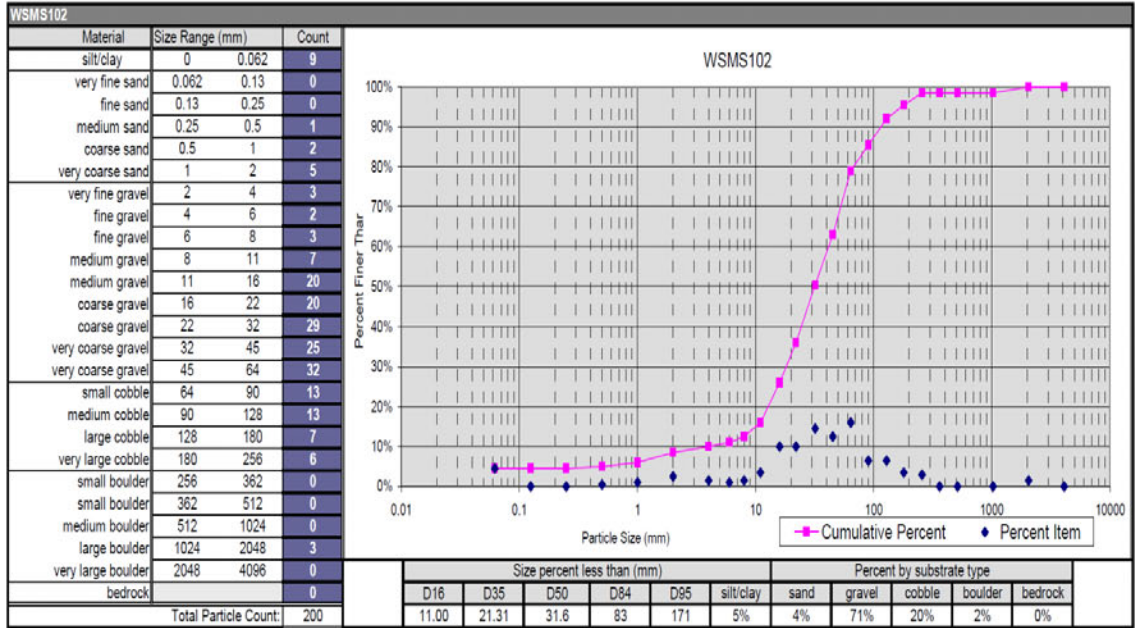 WSMS102
Material Size Range (mm) Count
silt/clay 0 0.062 9
very fine sand 0.062 0.13 0
fine sand 0.13 0.25 0
medium sand 0.25 0.5 1
coarse sand 0.5 1 2
very coarse sand 1 2 5
very fine gravel 2 4 3
fine gravel 4 6 2
fine gravel 6 8 3
medium gravel 8 11 7
medium gravel 11 16 20
coarse gravel 16 22 20
coarse gravel 22 32 29
very coarse gravel 32 45 25
very coarse gravel 45 64 32
small cobble 64 90 13
medium cobble 90 128 13
large cobble 128 180 7
very large cobble 180 256 6
small boulder 256 362 0
small boulder 362 512 0
medium boulder 512 1024 0
large boulder 1024 2048 3
very large boulder 2048 4096 0
bedrock 0
Total Particle Count: 200
WSMS102
Percent Finer Than
100%
90%
80%
70%
60%
50%
40%
30%
20%
10%
0%
0.01 0.1 1 10 100 1000 10000
Particle Size (mm)
Cumulative Percent Percent Item
Size percent less than (mm) Percent by substrate type
D16 D35 D50 D84 D95 silt/clay sand gravel cobble boulder bedrock
11.00 21.31 31.6 83 171 5% 4% 71% 20% 2% 0%